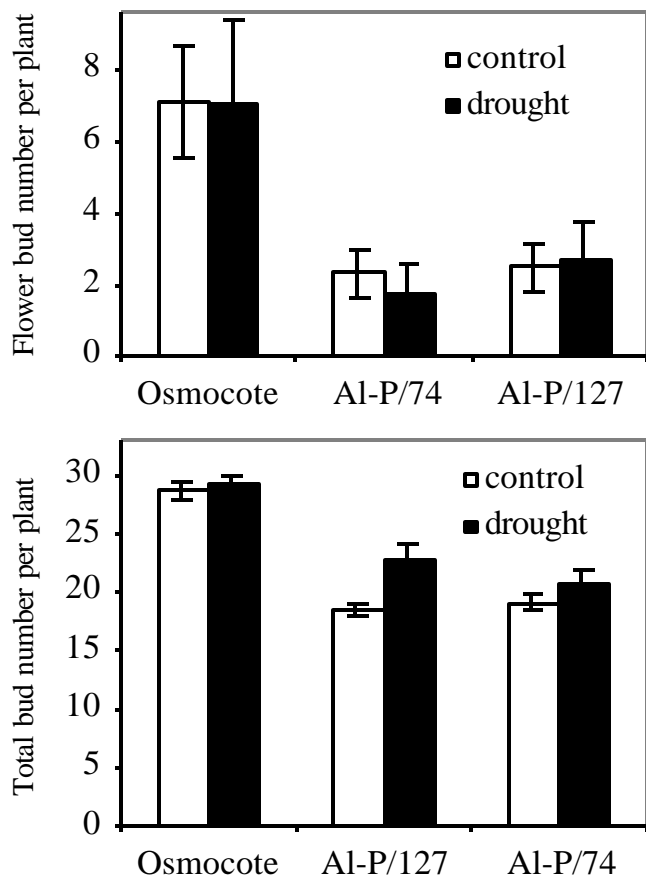 Flower bud number per plant
8
6
4
2
0
control
drought
Osmocote Al-P/74 Al-P/127
Total bud number per plant
30
25
20
15
10
5
0
control
drought
Osmocote Al-P/127 Al-P/74